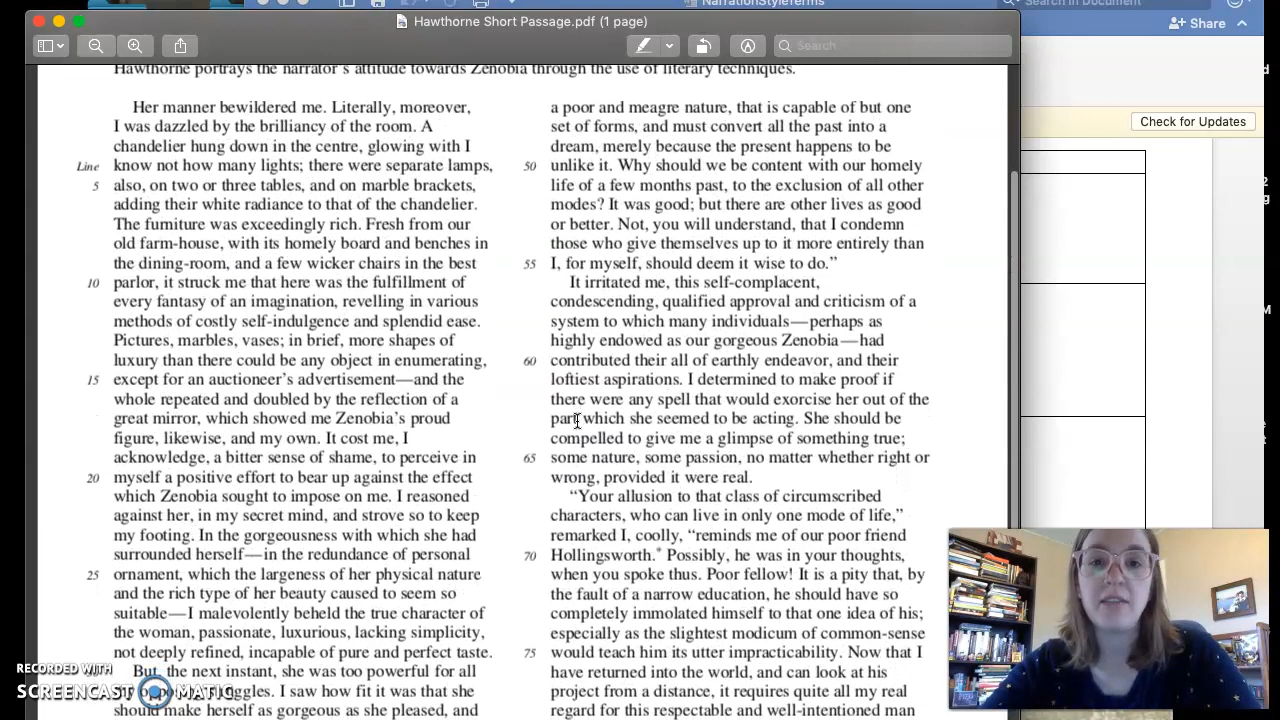 NarrationStyleTerms
Search in Document
Hawthorne Short Passage.pdf (1 page)
Share
Search
Check for Updates
Hawthorne portrays the narrator's attitude towards Zenobia through the use of literary techniques.
Her manner bewildered me. Literally, moreover,
I was dazzled by the brilliancy of the room. A
chandelier hung down in the centre, glowing with I
Line know not how many lights; there were separate lamps,
5 also, on two or three tables, and on marble brackets,
adding their white radiance to that of the chandelier.
The furniture was exceedingly rich. Fresh from our
old farm-house, with its homely board and benches in
the dining-room, and a few wicker chairs in the best
10 parlor, it struck me that here was the fulfillment of
every fantasy of an imagination, revelling in various
methods of costly self-indulgence and splendid ease.
Pictures, marbles, vases; in brief, more shapes of
luxury than there could be any object in enumerating,
15 except for an auctioneer's advertisement—and the
whole repeated and doubled by the reflection of a
great mirror, which showed me Zenobia's proud
figure, likewise, and my own. It cost me, I
acknowledge, a bitter sense of shame, to perceive in
20 myself a positive effort to bear up against the effect
which Zenobia sought to impose on me. I reasoned
against her, in my secret mind, and strove so to keep
my footing. In the gorgeousness with which she had
surrounded herself—in the redundance of personal
25 ornament, which the largeness of her physical nature
and the rich type of her beauty caused to seem so
suitable—I malevolently beheld the true character of
the woman, passionate, luxurious, lacking simplicity,
not deeply refined, incapable of pure and perfect taste.
But, the next instant, she was too powerful for all
struggles. I saw how fit it was that she
should make herself as gorgeous as she pleased, and
a poor and meagre nature, that is capable of but one
set of forms, and must convert all the past into a
dream, merely because the present happens to be
50 unlike it. Why should we be content with our homely
life of a few months past, to the exclusion of all other
modes? It was good; but there are other lives as good
or better. Not, you will understand, that I condemn
those who give themselves up to it more entirely than
55 I, for myself, should deem it wise to do.”
It irritated me, this self-complacent,
condescending, qualified approval and criticism of a
system to which many individuals—perhaps as
highly endowed as our gorgeous Zenobia—had
60 contributed their all of earthly endeavor, and their
loftiest aspirations. I determined to make proof if
there were any spell that would exorcise her out of the
part which she seemed to be acting. She should be
compelled to give me a glimpse of something true;
65 some nature, some passion, no matter whether right or
wrong, provided it were real.
“Your allusion to that class of circumscribed
characters, who can live in only one mode of life,”
remarked I, coolly, “reminds me of our poor friend
70 Hollingsworth.* Possibly, he was in your thoughts,
when you spoke thus. Poor fellow! It is a pity that, by
the fault of a narrow education, he should have so
completely immolated himself to that one idea of his;
especially as the slightest modicum of common-sense
75 would teach him its utter impracticability. Now that I
have returned into the world, and can look at his
project from a distance, it requires quite all my real
regard for this respectable and well-intentioned man
RECORDED WITH
SCREENCAST-O-MATIC